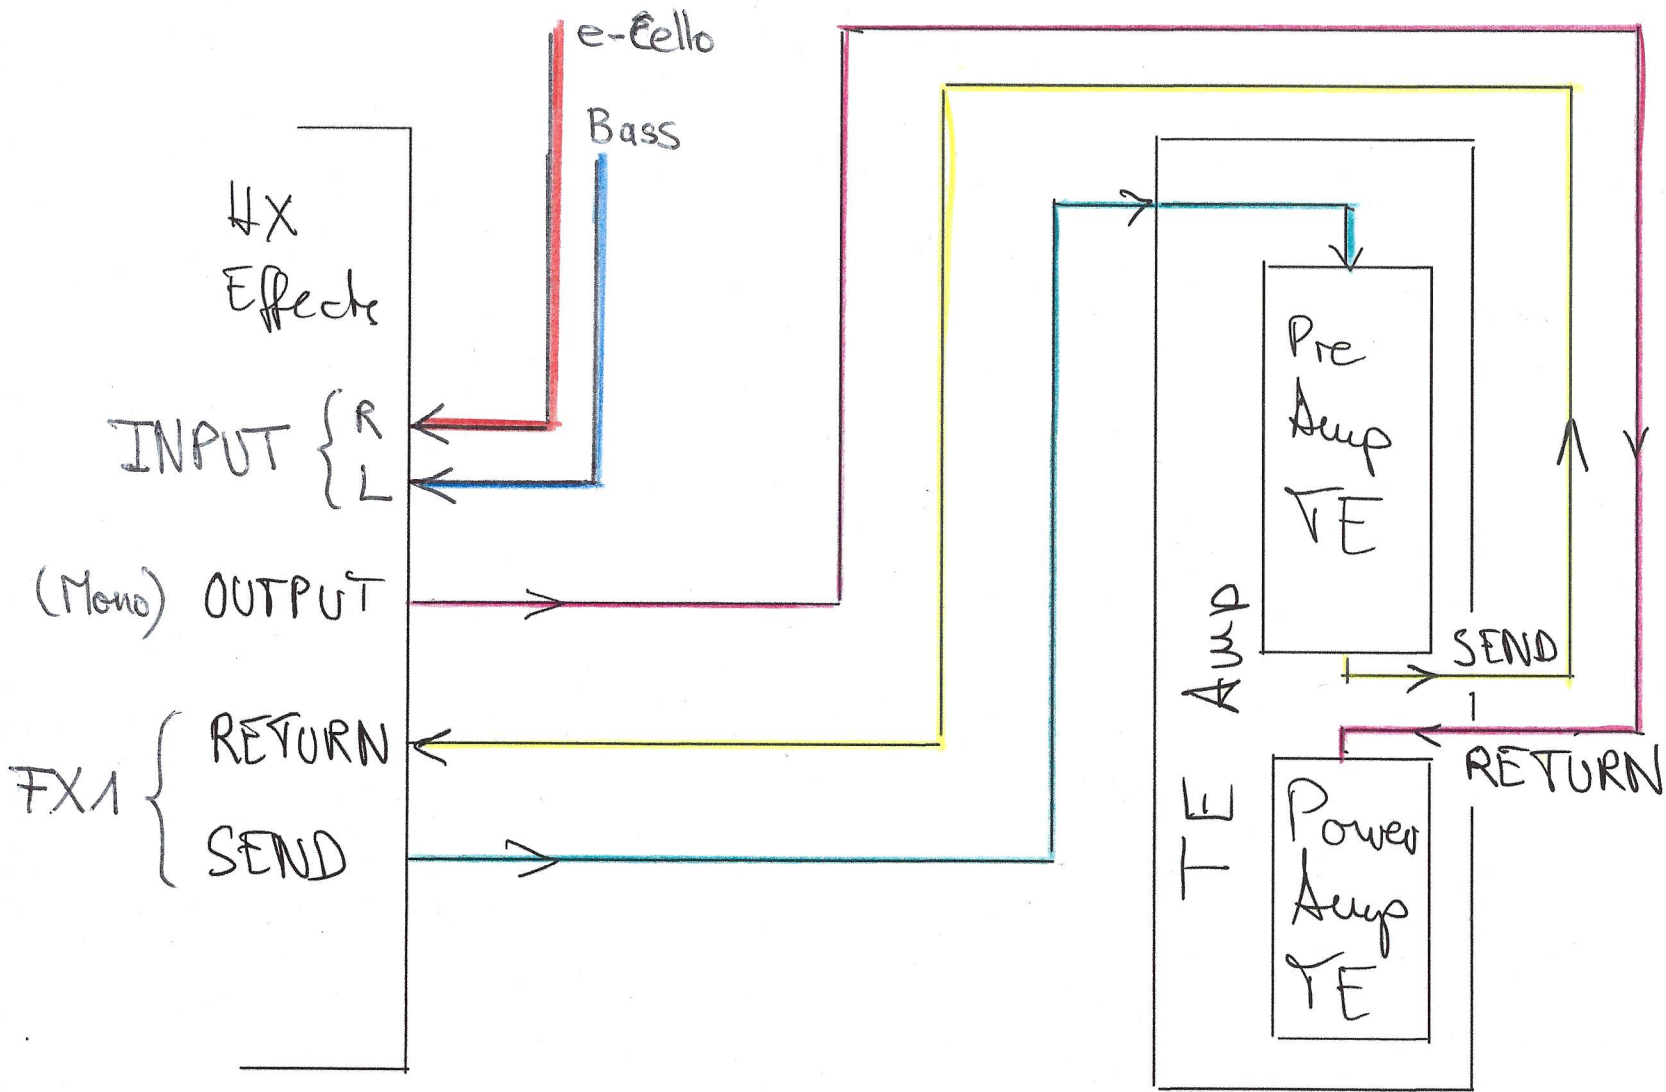 e-Cello
Bass
HX
Effects
INPUT
R
L
(Mono) OUTPUT
FX1
RETURN
SEND
TE Amp
Pre
Amp
TE
SEND
RETURN
Power
Amp
TE